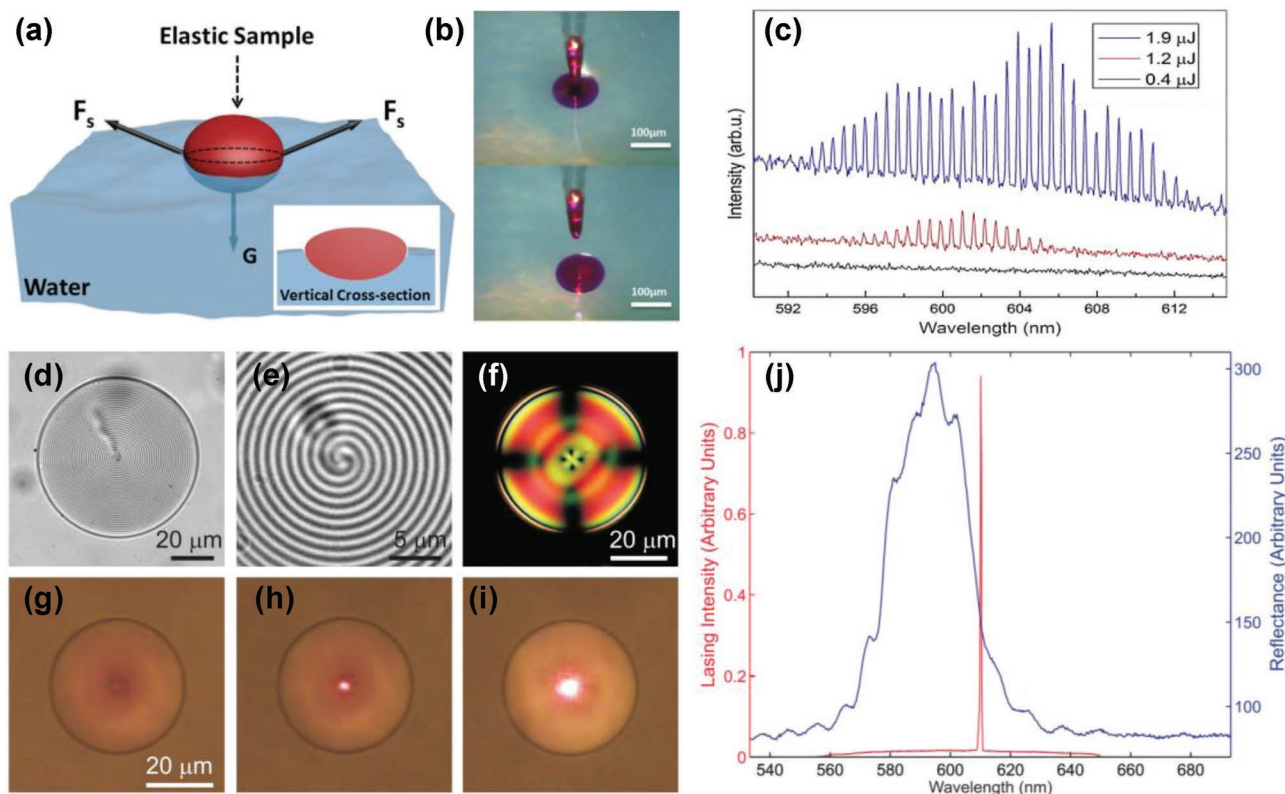 (a)
Elastic Sample
Fs
Fs
G
Water
Vertical Cross-section
(b)
100μm
100μm
(c)
Intensity (arb.u.)
1.9 μJ
1.2 μJ
0.4 μJ
592 596 600 604 608 612
Wavelength (nm)
(d)
20 μm
(e)
5 μm
(f)
20 μm
(g)
20 μm
(h)
(i)
(j)
Lasing Intensity (Arbitrary Units)
1
0.8
0.6
0.4
0.2
0
Reflectance (Arbitrary Units)
300
250
200
150
100
540 560 580 600 620 640 660 680
Wavelength (nm)